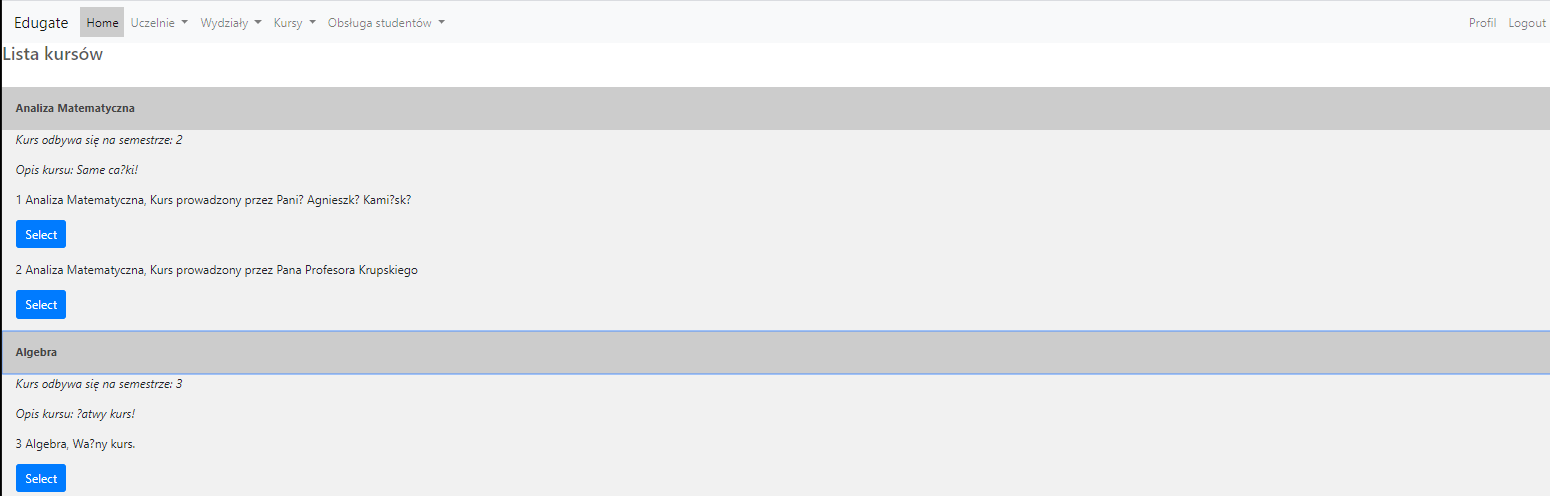 Edugate Home Uczelnie Wydziały Kursy Obsługa studentów Profil Logout
Lista kursów
Analiza Matematyczna
Kurs odbywa się na semestrze: 2
Opis kursu: Same ca?ki!
1 Analiza Matematyczna, Kurs prowadzony przez Pani? Agnieszk? Kami?sk?
Select
2 Analiza Matematyczna, Kurs prowadzony przez Pana Profesora Krupskiego
Select
Algebra
Kurs odbywa się na semestrze: 3
Opis kursu: ?atwy kurs!
3 Algebra, Wa?ny kurs.
Select